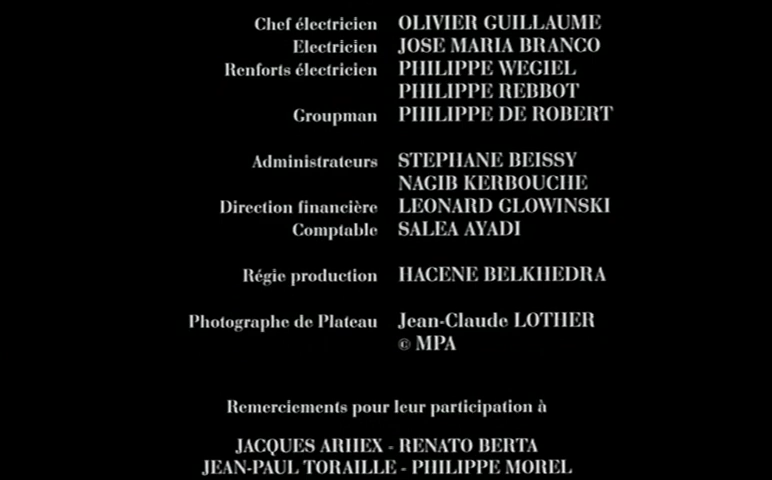 Chef électricien OLIVIER GUILLAUME
Electricien JOSE MARIA BRANCO
Renforts électricien PHILIPPE WEGIEL
PHILIPPE REBBOT
Groupman PHILIPPE DE ROBERT
Administrateurs STEPHANE BEISSY
NAGIB KERBOUCHE
Direction financière LEONARD GLOWINSKI
Comptable SALEA AYADI
Régie production HACENE BELKHEDRA
Photographe de Plateau Jean-Claude LOTHER
© MPA
Remerciements pour leur participation à
JACQUES ARHEX - RENATO BERTA
JEAN-PAUL TORAILLE - PHILIPPE MOREL